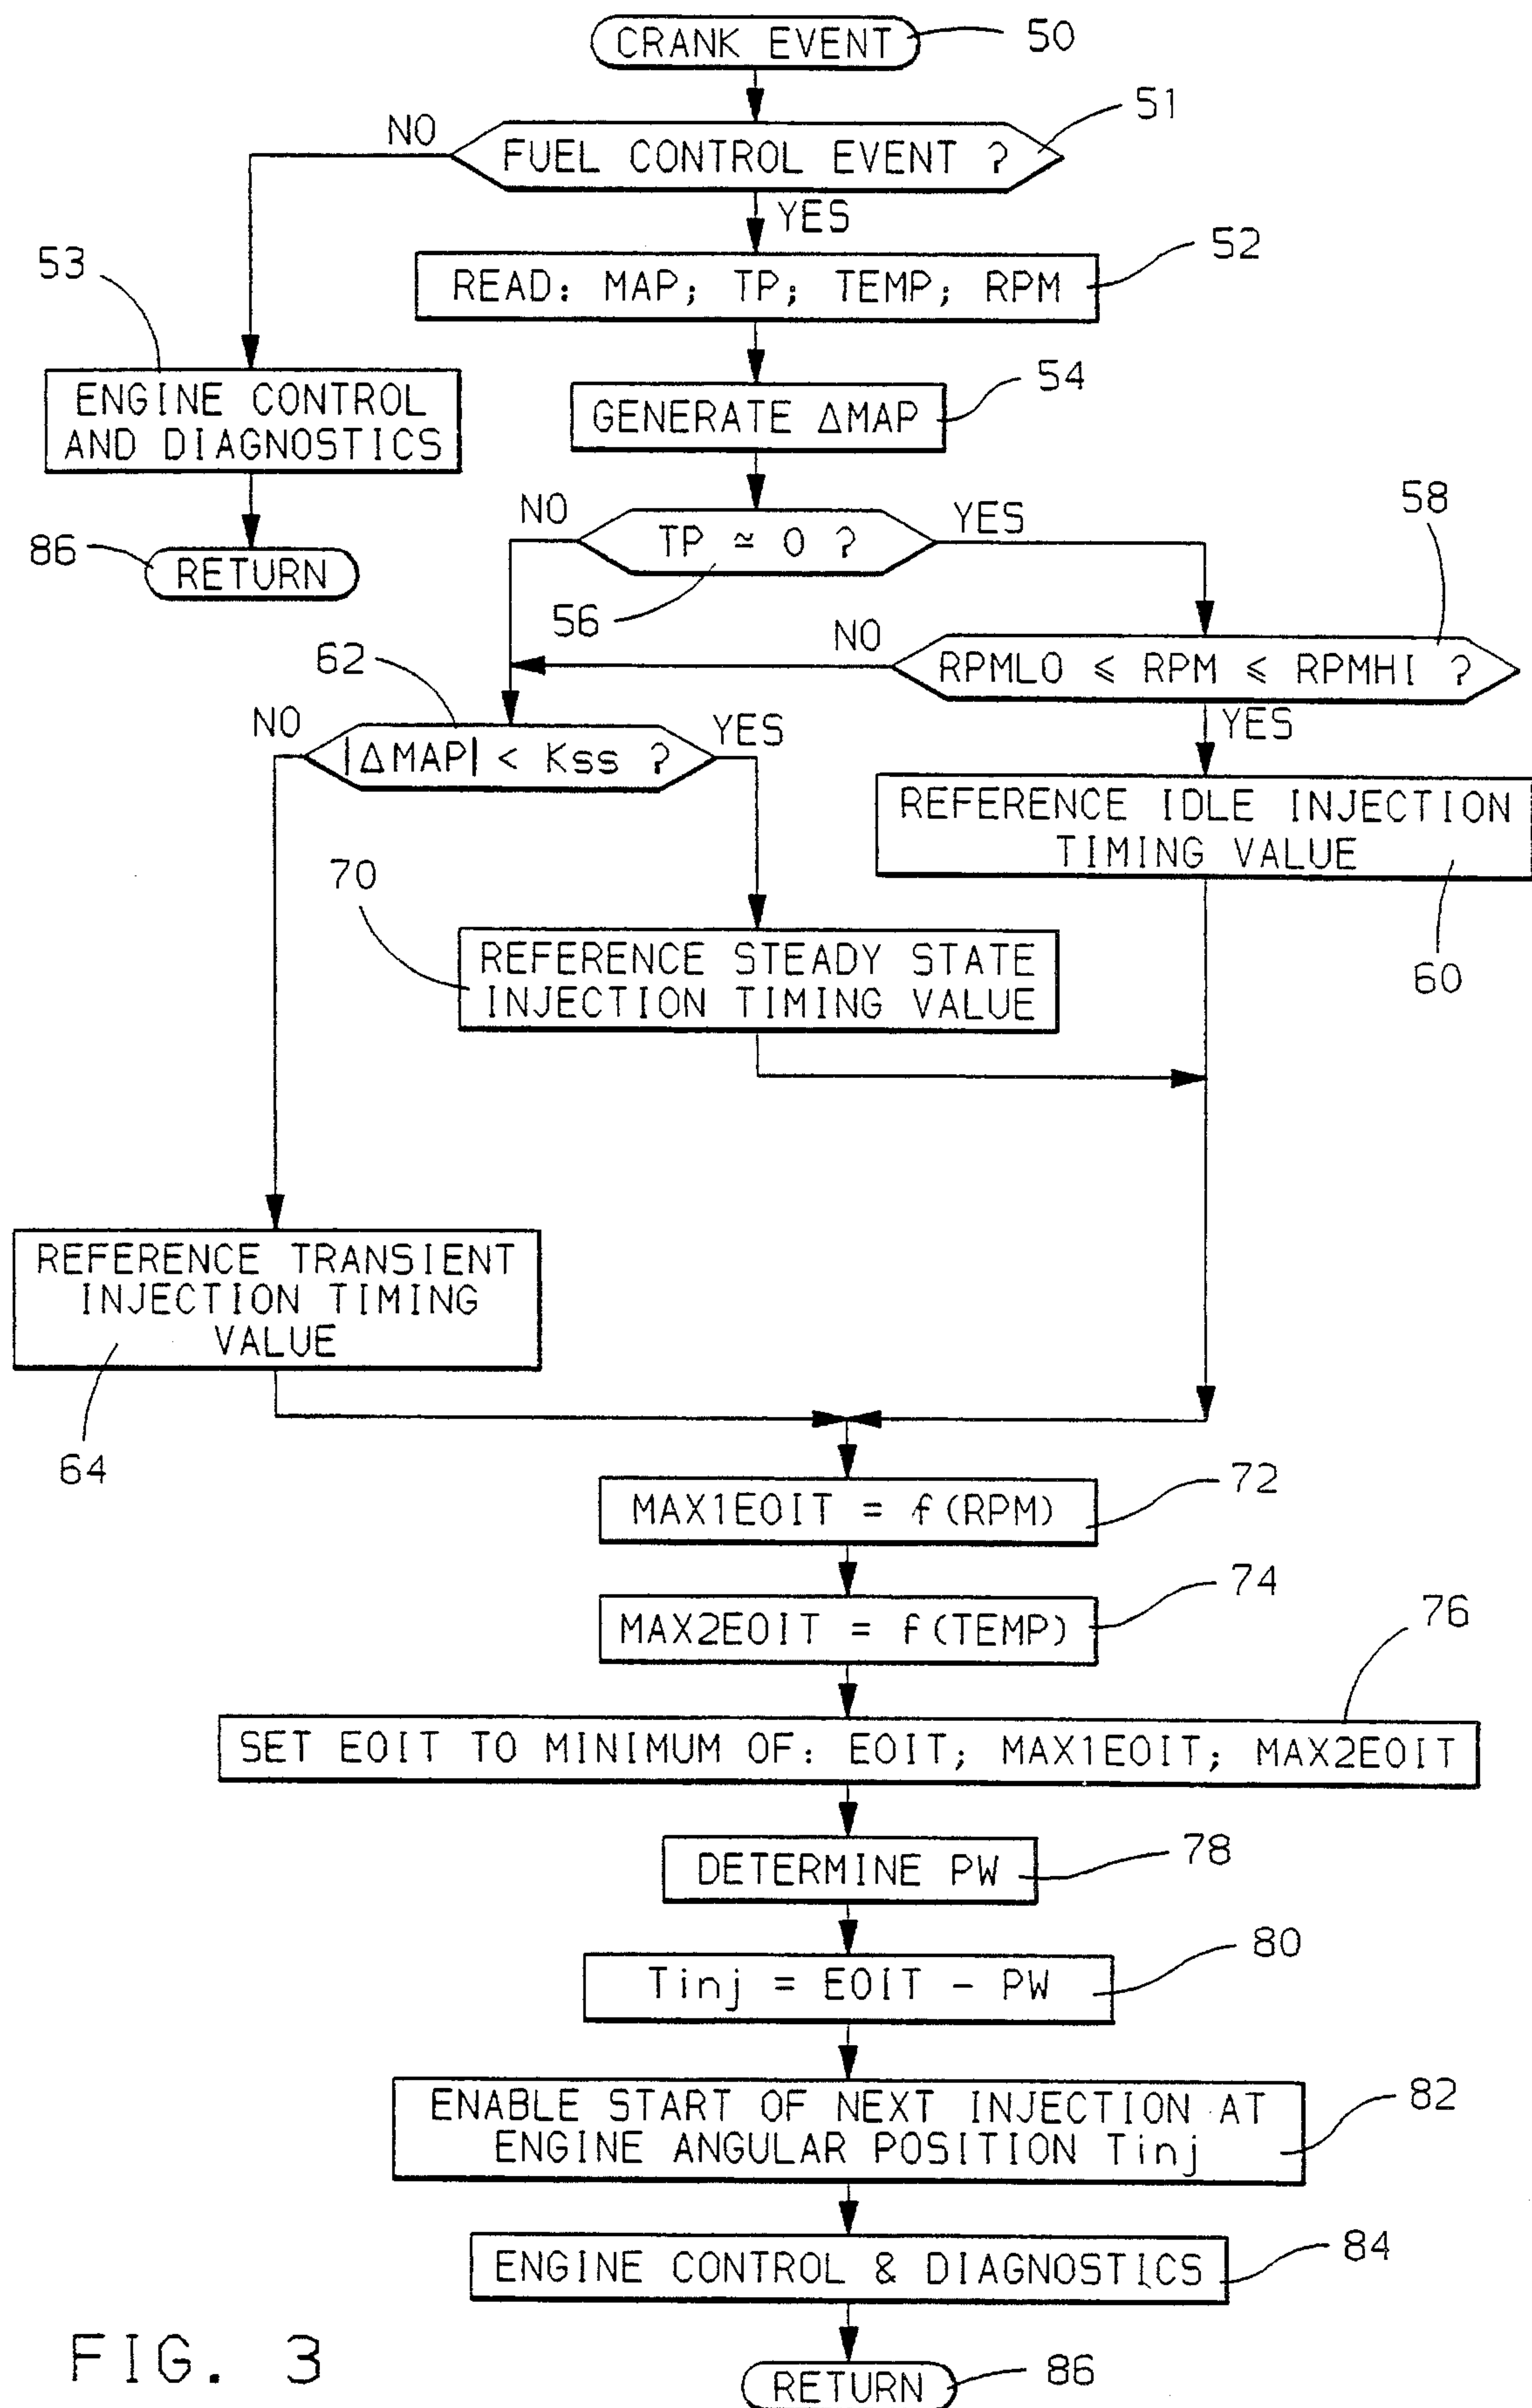 CRANK EVENT
50
FUEL CONTROL EVENT ?
51
NO
YES
READ: MAP; TP; TEMP; RPM
52
53
ENGINE CONTROL
AND DIAGNOSTICS
GENERATE ΔMAP
54
86
RETURN
NO
TP ≃ 0 ?
YES
56
58
NO
RPMLO ≤ RPM ≤ RPMHI ?
YES
62
NO
|ΔMAP| < Kss ?
YES
REFERENCE IDLE INJECTION
TIMING VALUE
60
70
REFERENCE STEADY STATE
INJECTION TIMING VALUE
REFERENCE TRANSIENT
INJECTION TIMING
VALUE
64
MAX1EOIT = f(RPM)
72
MAX2EOIT = f(TEMP)
74
76
SET EOIT TO MINIMUM OF: EOIT; MAX1EOIT; MAX2EOIT
DETERMINE PW
78
Tinj = EOIT - PW
80
ENABLE START OF NEXT INJECTION AT
ENGINE ANGULAR POSITION Tinj
82
ENGINE CONTROL & DIAGNOSTICS
84
RETURN
86
FIG. 3